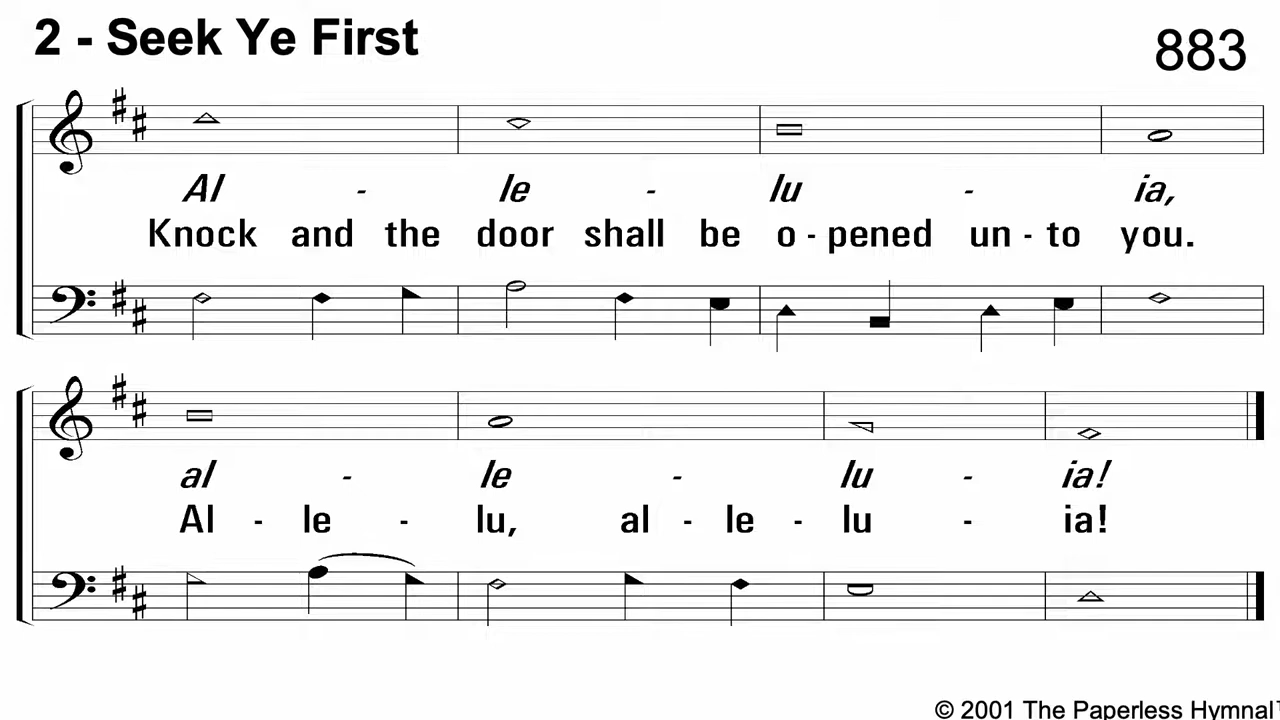 2 - Seek Ye First
883
Al - le - lu - ia,
Knock and the door shall be o - pened un - to you.
al - le - lu - ia!
Al - le - lu, al - le - lu - ia!
© 2001 The Paperless Hymnal™